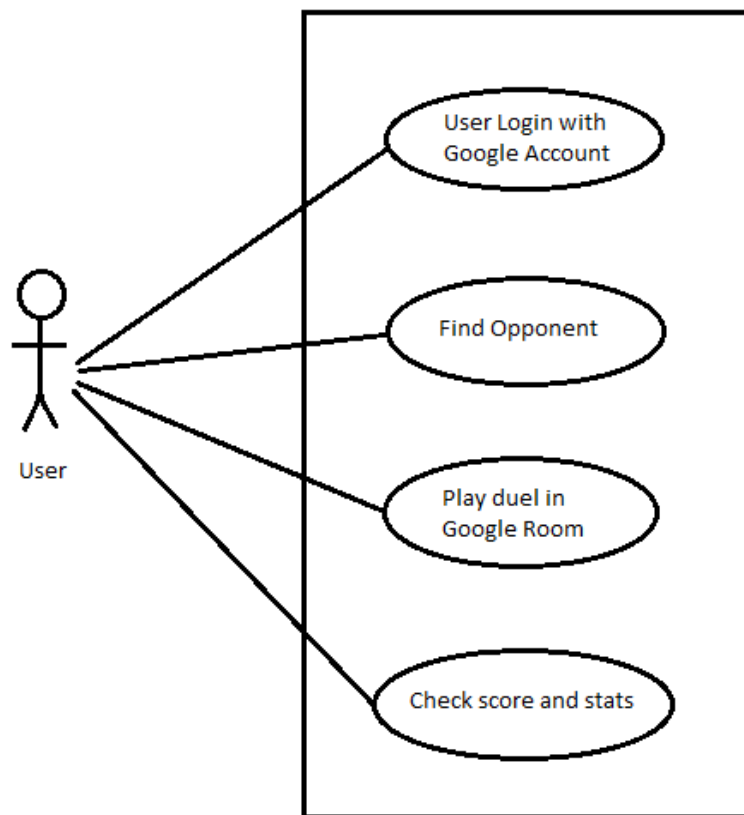 User Login with
Google Account
Find Opponent
User
Play duel in
Google Room
Check score and stats